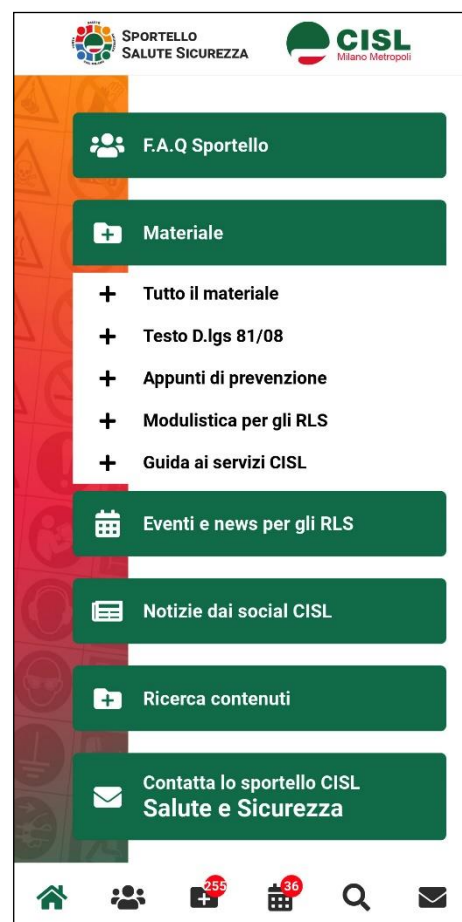 SPORTELLO
SALUTE SICUREZZA
CISL
Milano Metropoli
F.A.Q Sportello
Materiale
Tutto il materiale
Testo D.lgs 81/08
Appunti di prevenzione
Modulistica per gli RLS
Guida ai servizi CISL
Eventi e news per gli RLS
Notizie dai social CISL
Ricerca contenuti
Contatta lo sportello CISL
Salute e Sicurezza
255
36